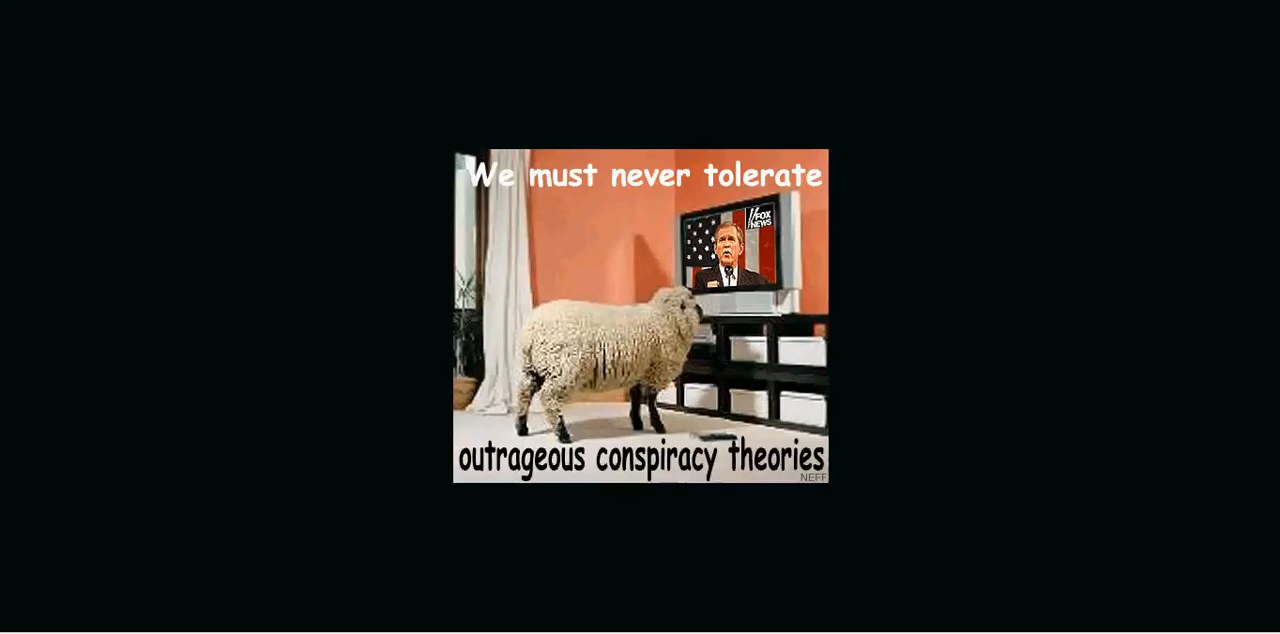 We must never tolerate
FOX
NEWS
outrageous conspiracy theories
NEFF